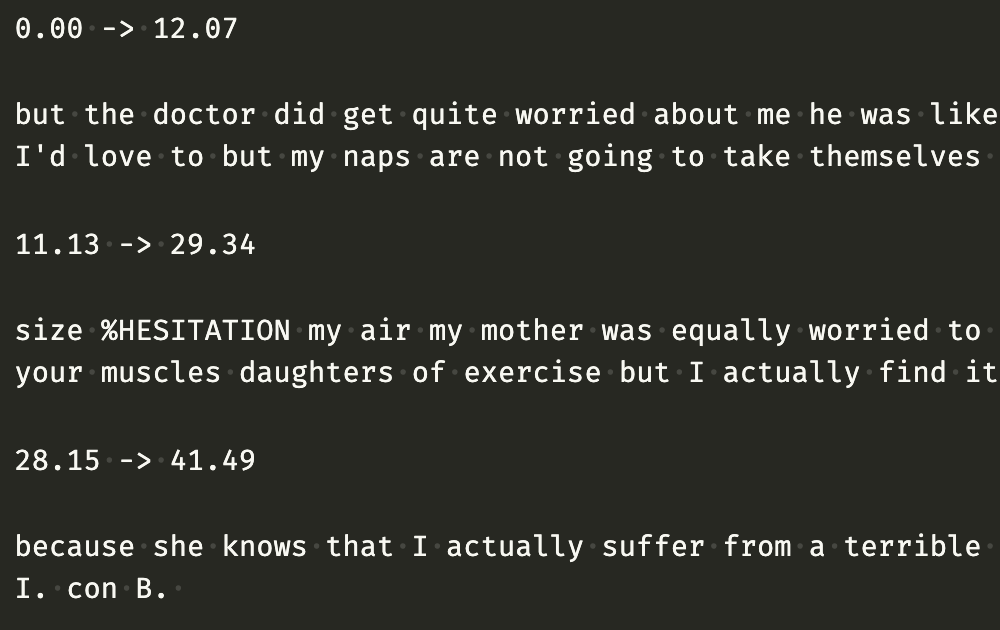 0.00 -> 12.07
but the doctor did get quite worried about me he was like
I'd love to but my naps are not going to take themselves
11.13 -> 29.34
size %HESITATION my air my mother was equally worried to
your muscles daughters of exercise but I actually find it
28.15 -> 41.49
because she knows that I actually suffer from a terrible
I. con B.